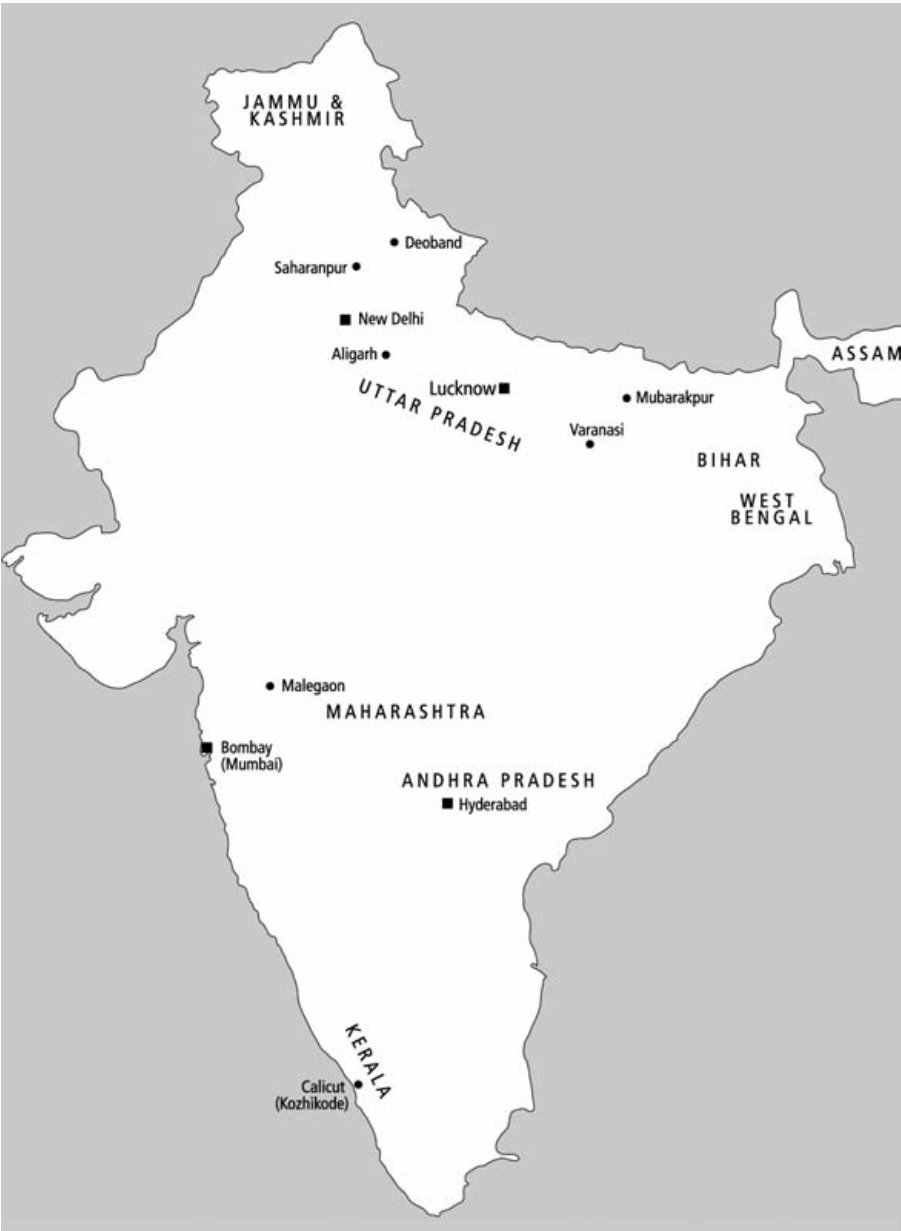 JAMMU &
KASHMIR
Deoband
Saharanpur
New Delhi
Aligarh
ASSAM
Lucknow
UTTAR PRADESH
Mubarakpur
Varanasi
BIHAR
WEST
BENGAL
Malegaon
MAHARASHTRA
Bombay
(Mumbai)
ANDHRA PRADESH
Hyderabad
KERALA
Calicut
(Kozhikode)